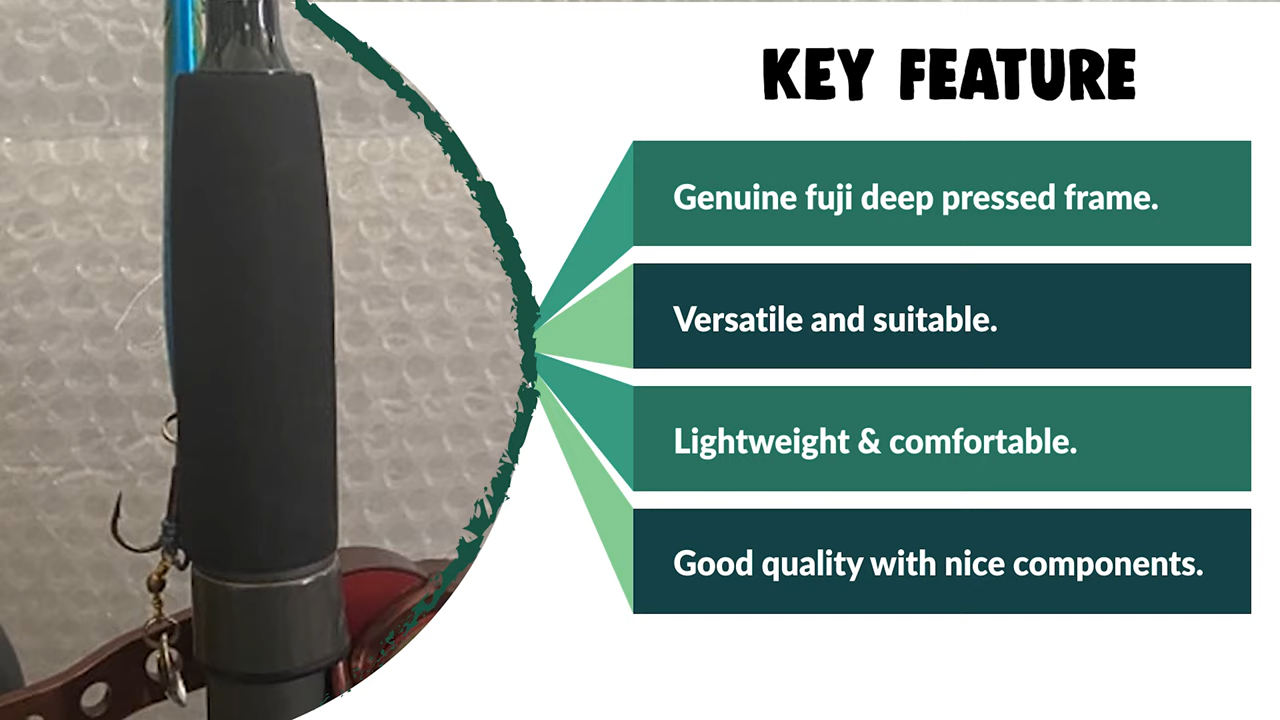 KEY FEATURE
Genuine fuji deep pressed frame.
Versatile and suitable.
Lightweight & comfortable.
Good quality with nice components.